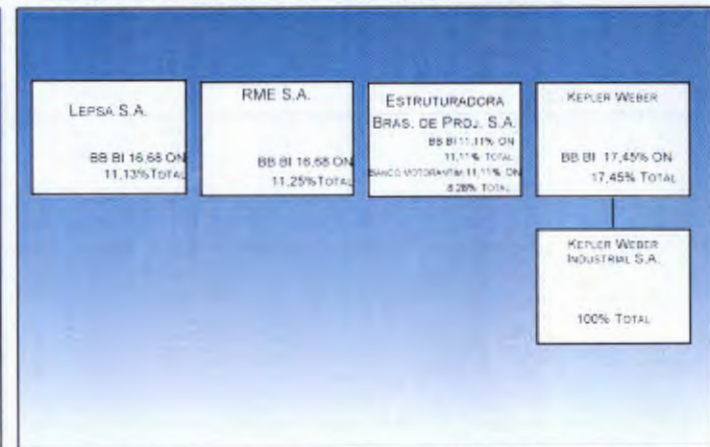 LEPSA S.A.
BB BI 16,68 ON
11,13% TOTAL
RME S.A.
BB BI 16,68 ON
11,25% TOTAL
ESTRUTURADORA
BRAS. DE PROJ. S.A.
BB BI 11,11% ON
11,11% TOTAL
BANCO VOTORANTIM 11,11% ON
8,28% TOTAL
KEPLER WEBER
BB BI 17,45% ON
17,45% TOTAL
KEPLER WEBER
INDUSTRIAL S.A.
100% TOTAL